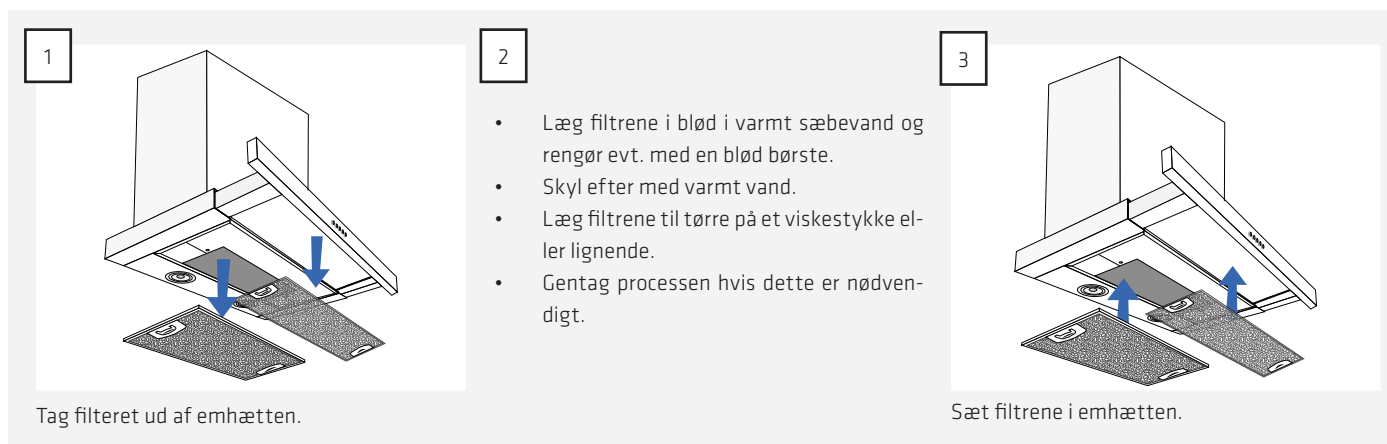 1
Tag filteret ud af emhætten.
2
• Læg filtrene i blød i varmt sæbevand og
rengør evt. med en blød børste.
• Skyl efter med varmt vand.
• Læg filtrene til tørre på et viskestykke el-
ler lignende.
• Gentag processen hvis dette er nødven-
digt.
3
Sæt filtrene i emhætten.